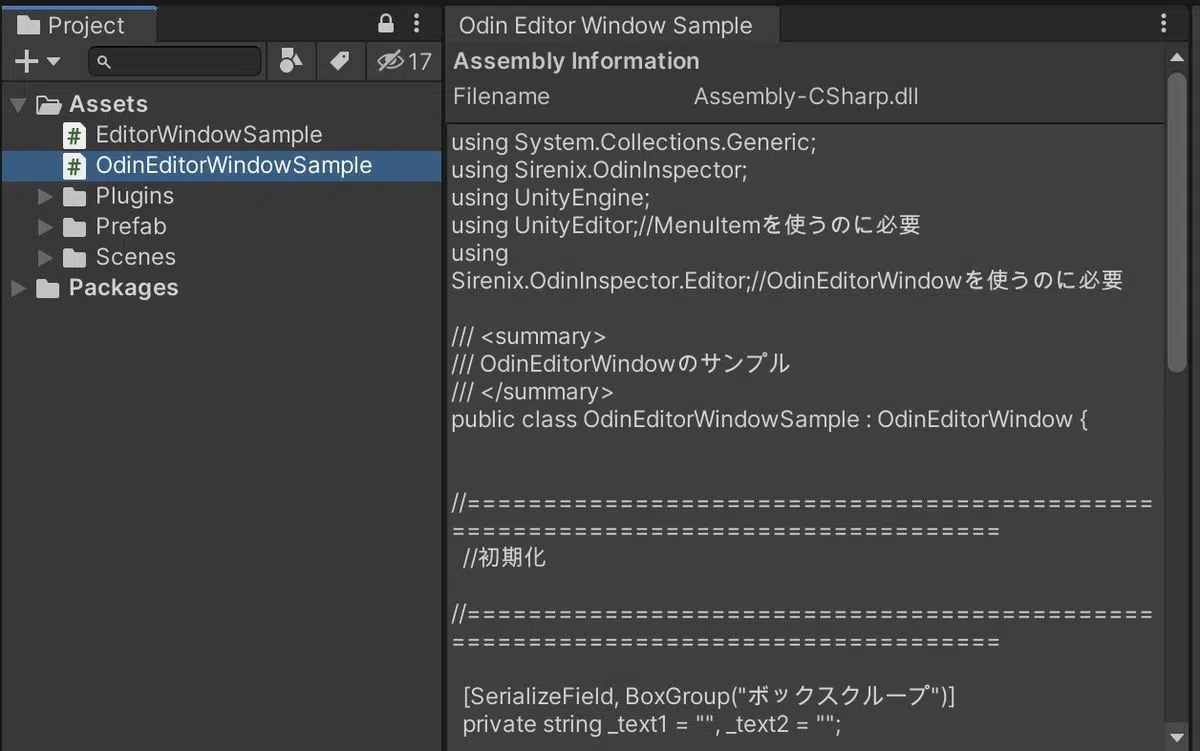 Project
17
Assets
EditorWindowSample
OdinEditorWindowSample
Plugins
Prefab
Scenes
Packages
Odin Editor Window Sample
Assembly Information
Filename Assembly-CSharp.dll
using System.Collections.Generic;
using Sirenix.OdinInspector;
using UnityEngine;
using UnityEditor;//MenuItemを使うのに必要
using
Sirenix.OdinInspector.Editor;//OdinEditorWindowを使うのに必要
/// <summary>
/// OdinEditorWindowのサンプル
/// </summary>
public class OdinEditorWindowSample : OdinEditorWindow {
//=============================================
====================================
//初期化
//=============================================
====================================
[SerializeField, BoxGroup("ボックスクループ")]
private string _text1 = "", _text2 = "";